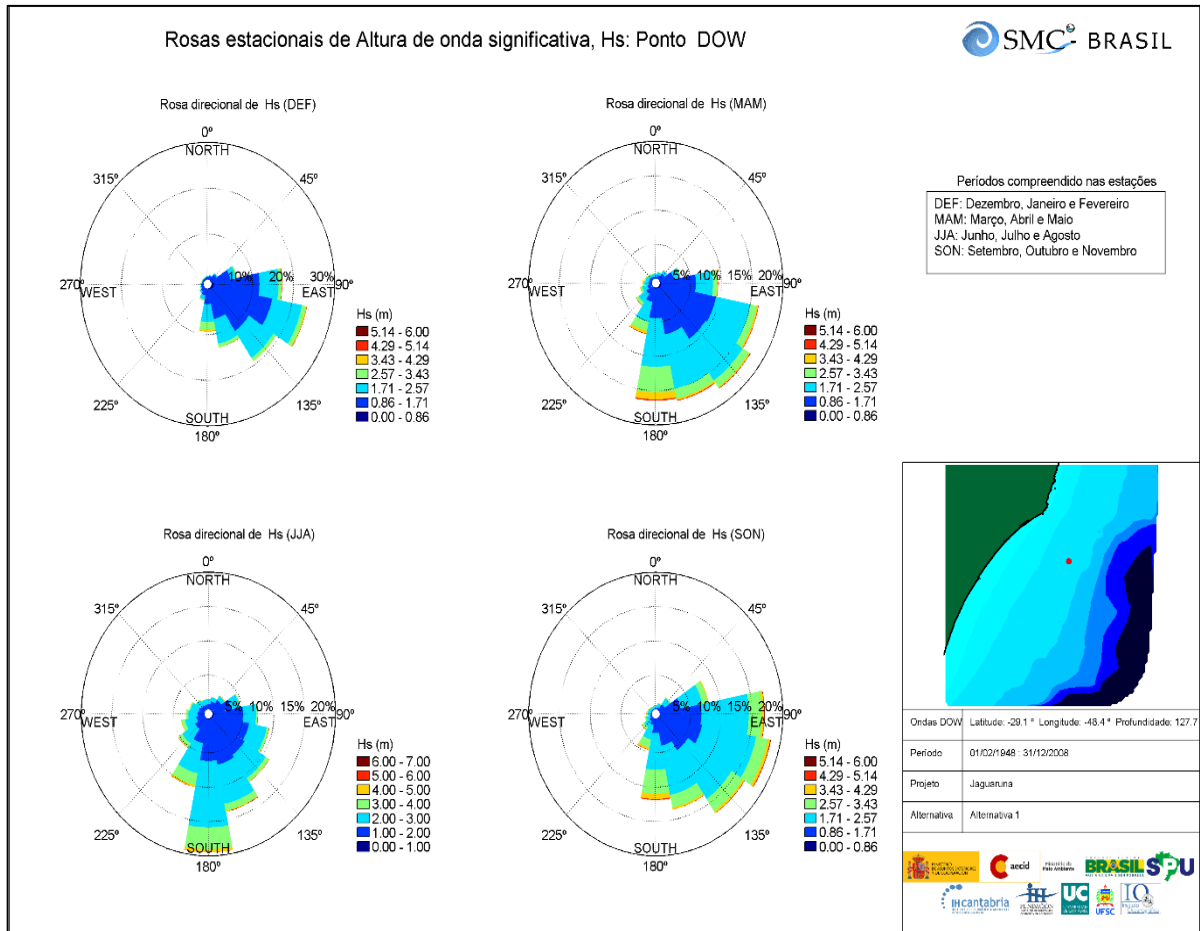 Rosas estacionais de Altura de onda significativa, Hs: Ponto DOW
SMC - BRASIL
Rosa direcional de Hs (DEF)
0º
NORTH
315º
45º
10%
20%
30%
270º
WEST
90º
EAST
225º
135º
SOUTH
180º
Hs (m)
5.14 - 6.00
4.29 - 5.14
3.43 - 4.29
2.57 - 3.43
1.71 - 2.57
0.86 - 1.71
0.00 - 0.86
Rosa direcional de Hs (MAM)
0º
NORTH
315º
45º
5%
10%
15%
20%
270º
WEST
90º
EAST
225º
135º
SOUTH
180º
Hs (m)
5.14 - 6.00
4.29 - 5.14
3.43 - 4.29
2.57 - 3.43
1.71 - 2.57
0.86 - 1.71
0.00 - 0.86
Períodos compreendido nas estações
DEF: Dezembro, Janeiro e Fevereiro
MAM: Março, Abril e Maio
JJA: Junho, Julho e Agosto
SON: Setembro, Outubro e Novembro
Rosa direcional de Hs (JJA)
0º
NORTH
315º
45º
5%
10%
15%
20%
270º
WEST
90º
EAST
225º
135º
SOUTH
180º
Hs (m)
6.00 - 7.00
5.00 - 6.00
4.00 - 5.00
3.00 - 4.00
2.00 - 3.00
1.00 - 2.00
0.00 - 1.00
Rosa direcional de Hs (SON)
0º
NORTH
315º
45º
5%
10%
15%
20%
270º
WEST
90º
EAST
225º
135º
SOUTH
180º
Hs (m)
5.14 - 6.00
4.29 - 5.14
3.43 - 4.29
2.57 - 3.43
1.71 - 2.57
0.86 - 1.71
0.00 - 0.86
Ondas DOW Latitude: -29.1 º Longitude: -48.4 º Profundidade: 127.7
Período 01/02/1948 : 31/12/2008
Projeto Jaguaruna
Alternativa Alternativa 1
aecid
Ministério do
Meio Ambiente
BRASIL
SPU
IHcantabria
IH
FUNDACIÓN
UC
UFSC
IO